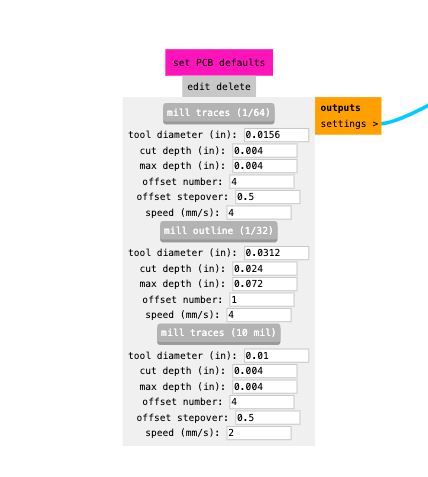 set PCB defaults
edit delete
mill traces (1/64)
tool diameter (in): 0.0156
cut depth (in): 0.004
max depth (in): 0.004
offset number: 4
offset stepover: 0.5
speed (mm/s): 4
mill outline (1/32)
tool diameter (in): 0.0312
cut depth (in): 0.024
max depth (in): 0.072
offset number: 1
speed (mm/s): 4
mill traces (10 mil)
tool diameter (in): 0.01
cut depth (in): 0.004
max depth (in): 0.004
offset number: 4
offset stepover: 0.5
speed (mm/s): 2
outputs
settings >